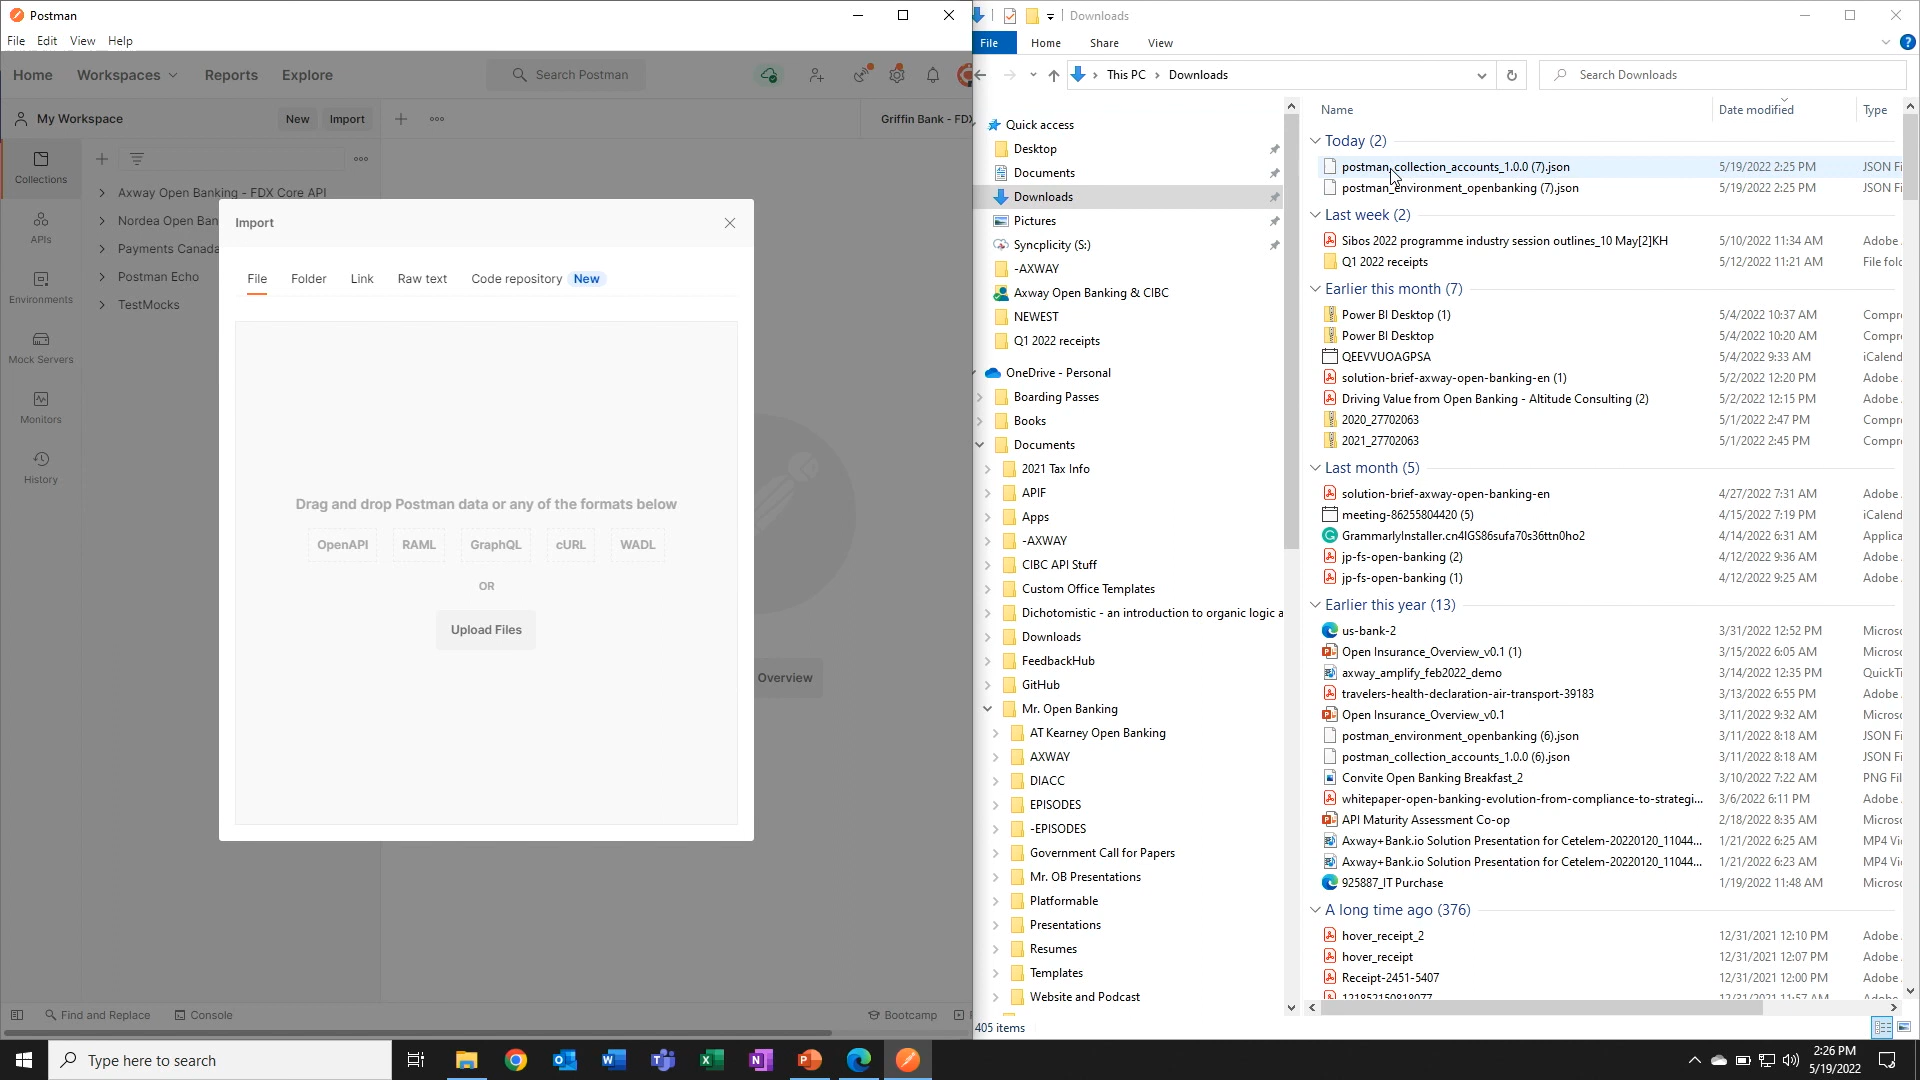 Postman
File Edit View Help
Home Workspaces Reports Explore Search Postman
My Workspace New Import Griffin Bank - FDX
Collections
APIs
Environments
Mock Servers
Monitors
History
Axway Open Banking - FDX Core API
Nordea Open Ban
Payments Canada
Postman Echo
TestMocks
Import
File Folder Link Raw text Code repository New
Drag and drop Postman data or any of the formats below
OpenAPI RAML GraphQL cURL WADL
OR
Upload Files
Overview
Find and Replace Console Bootcamp
Downloads
File Home Share View
This PC Downloads Search Downloads
Quick access
Desktop
Documents
Downloads
Pictures
Syncplicity (S:)
-AXWAY
Axway Open Banking & CIBC
NEWEST
Q1 2022 receipts
OneDrive - Personal
Boarding Passes
Books
Documents
2021 Tax Info
APIF
Apps
-AXWAY
CIBC API Stuff
Custom Office Templates
Dichotomistic - an introduction to organic logic a
Downloads
FeedbackHub
GitHub
Mr. Open Banking
AT Kearney Open Banking
AXWAY
DIACC
EPISODES
-EPISODES
Government Call for Papers
Mr. OB Presentations
Platformable
Presentations
Resumes
Templates
Website and Podcast
Name Date modified Type
Today (2)
postman_collection_accounts_1.0.0 (7).json 5/19/2022 2:25 PM JSON Fi
postman_environment_openbanking (7).json 5/19/2022 2:25 PM JSON Fi
Last week (2)
Sibos 2022 programme industry session outlines_10 May[2]KH 5/10/2022 11:34 AM Adobe
Q1 2022 receipts 5/12/2022 11:21 AM File fold
Earlier this month (7)
Power BI Desktop (1) 5/4/2022 10:37 AM Compre
Power BI Desktop 5/4/2022 10:20 AM Compre
QEEVVUOAGPSA 5/4/2022 9:33 AM iCalend
solution-brief-axway-open-banking-en (1) 5/2/2022 12:20 PM Adobe
Driving Value from Open Banking - Altitude Consulting (2) 5/2/2022 12:15 PM Adobe
2020_27702063 5/1/2022 2:47 PM Compre
2021_27702063 5/1/2022 2:45 PM Compre
Last month (5)
solution-brief-axway-open-banking-en 4/27/2022 7:31 AM Adobe
meeting-86255804420 (5) 4/15/2022 7:19 PM iCalend
GrammarlyInstaller.cn4lGS86sufa70s36ttn0ho2 4/14/2022 6:31 AM Applica
jp-fs-open-banking (2) 4/12/2022 9:36 AM Adobe
jp-fs-open-banking (1) 4/12/2022 9:25 AM Adobe
Earlier this year (13)
us-bank-2 3/31/2022 12:52 PM Microsc
Open Insurance_Overview_v0.1 (1) 3/15/2022 6:05 AM Microsc
axway_amplify_feb2022_demo 3/14/2022 12:35 PM QuickTi
travelers-health-declaration-air-transport-39183 3/13/2022 6:55 PM Adobe
Open Insurance_Overview_v0.1 3/11/2022 9:32 AM Microsc
postman_environment_openbanking (6).json 3/11/2022 8:18 AM JSON Fi
postman_collection_accounts_1.0.0 (6).json 3/11/2022 8:18 AM JSON Fi
Convite Open Banking Breakfast_2 3/10/2022 7:22 AM PNG Fil
whitepaper-open-banking-evolution-from-compliance-to-strategi... 3/6/2022 6:11 PM Adobe
API Maturity Assessment Co-op 2/18/2022 8:35 AM Microsc
Axway+Bank.io Solution Presentation for Cetelem-20220120_11044... 1/21/2022 6:25 AM MP4 Vi
Axway+Bank.io Solution Presentation for Cetelem-20220120_11044... 1/21/2022 6:23 AM MP4 Vi
925887_IT Purchase 1/19/2022 11:48 AM Microsc
A long time ago (376)
hover_receipt_2 12/31/2021 12:10 PM Adobe
hover_receipt 12/31/2021 12:07 PM Adobe
Receipt-2451-5407 12/31/2021 12:00 PM Adobe
405 items
Type here to search
2:26 PM
5/19/2022